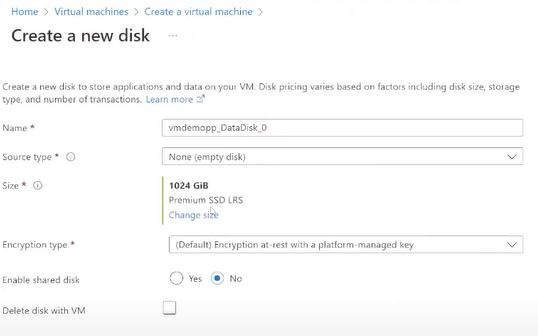 Home > Virtual machines > Create a virtual machine >
Create a new disk ...
Create a new disk to store applications and data on your VM. Disk pricing varies based on factors including disk size, storage
type, and number of transactions. Learn more
Name * vmdemopp_DataDisk_0
Source type * None (empty disk)
Size * 1024 GiB
Premium SSD LRS
Change size
Encryption type * (Default) Encryption at-rest with a platform-managed key
Enable shared disk Yes No
Delete disk with VM